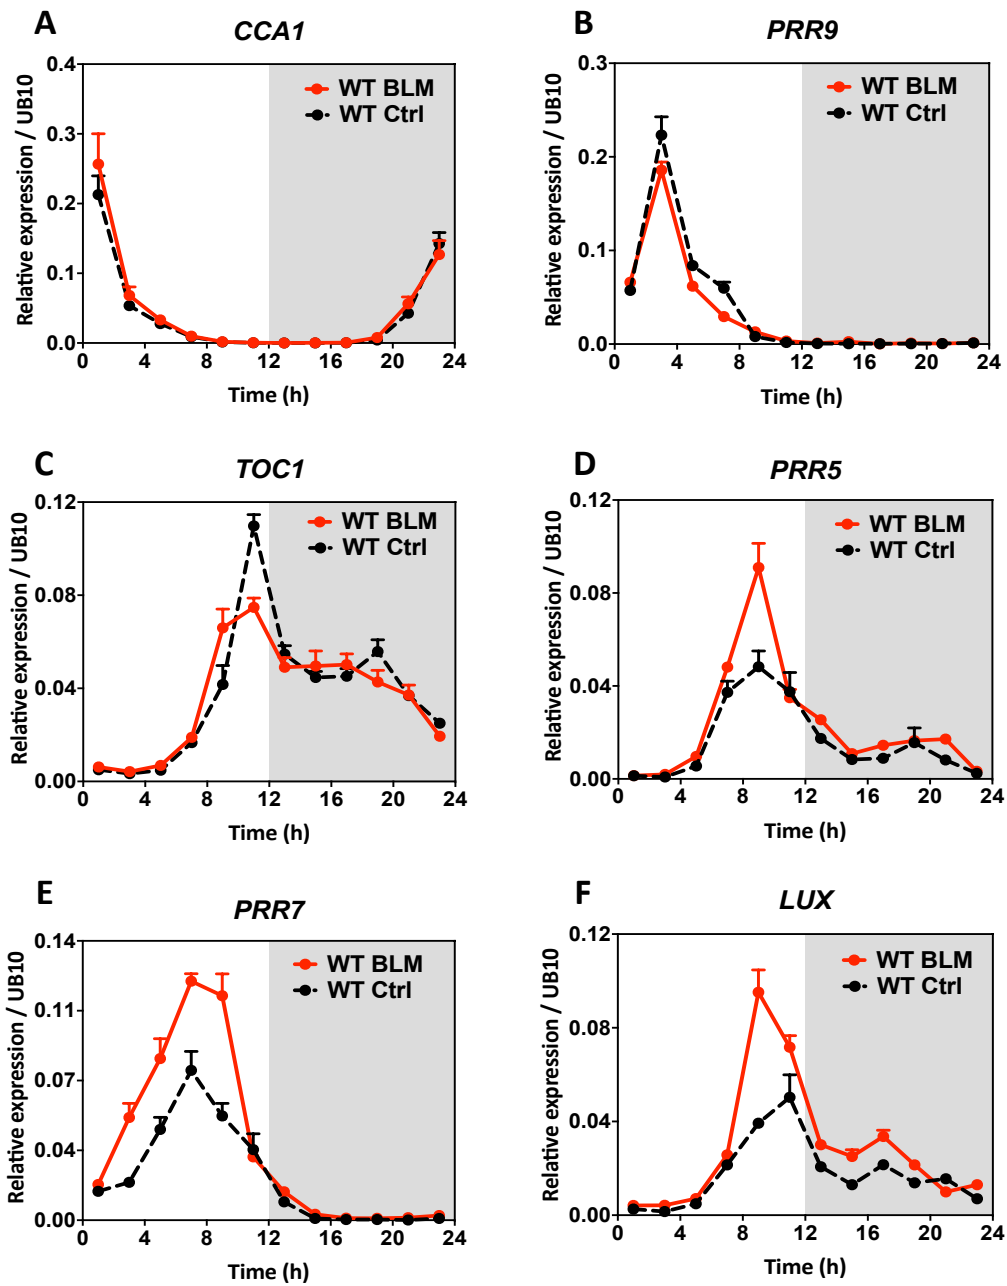 A
CCA1
Relative expression / UB10
0.4
0.3
0.2
0.1
0.0
WT BLM
WT Ctrl
0 4 8 12 16 20 24
Time (h)
B
PRR9
Relative expression / UB10
0.3
0.2
0.1
0.0
WT BLM
WT Ctrl
0 4 8 12 16 20 24
Time (h)
C
TOC1
Relative expression / UB10
0.12
0.08
0.04
0.00
WT BLM
WT Ctrl
0 4 8 12 16 20 24
Time (h)
D
PRR5
Relative expression / UB10
0.12
0.08
0.04
0.00
WT BLM
WT Ctrl
0 4 8 12 16 20 24
Time (h)
E
PRR7
Relative expression / UB10
0.14
0.11
0.07
0.04
0.00
WT BLM
WT Ctrl
0 4 8 12 16 20 24
Time (h)
F
LUX
Relative expression / UB10
0.12
0.08
0.04
0.00
WT BLM
WT Ctrl
0 4 8 12 16 20 24
Time (h)